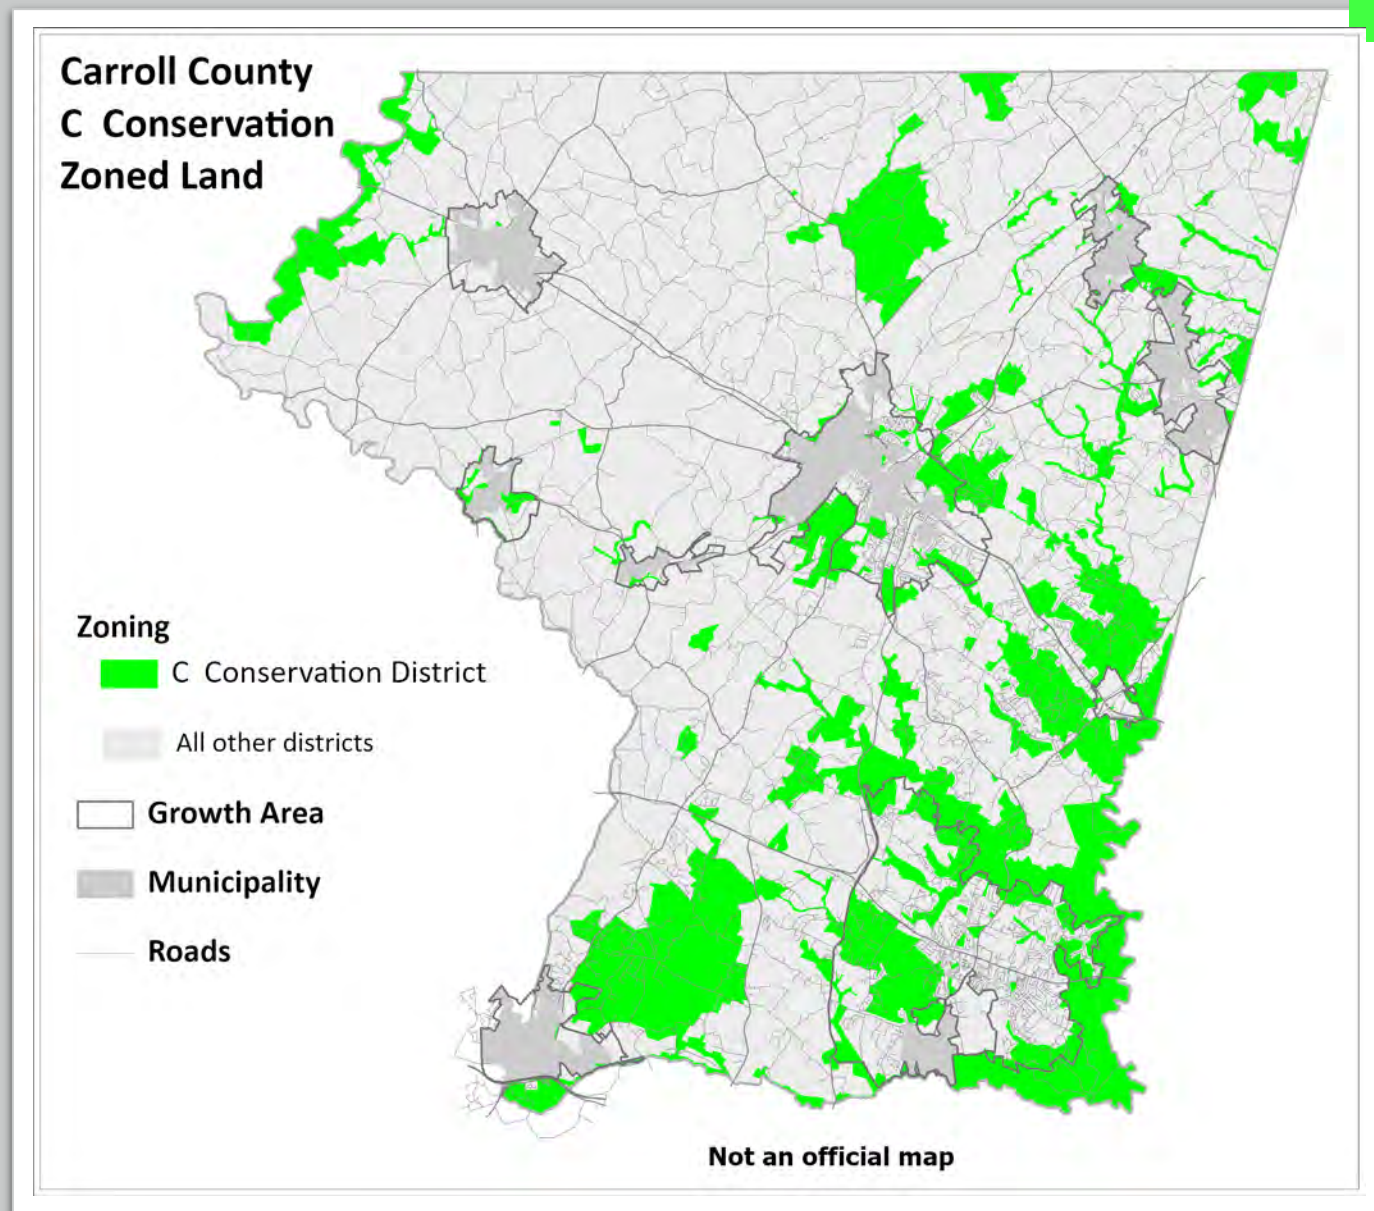 Carroll County
C Conservation
Zoned Land
Zoning
C Conservation District
All other districts
Growth Area
Municipality
Roads
Not an official map